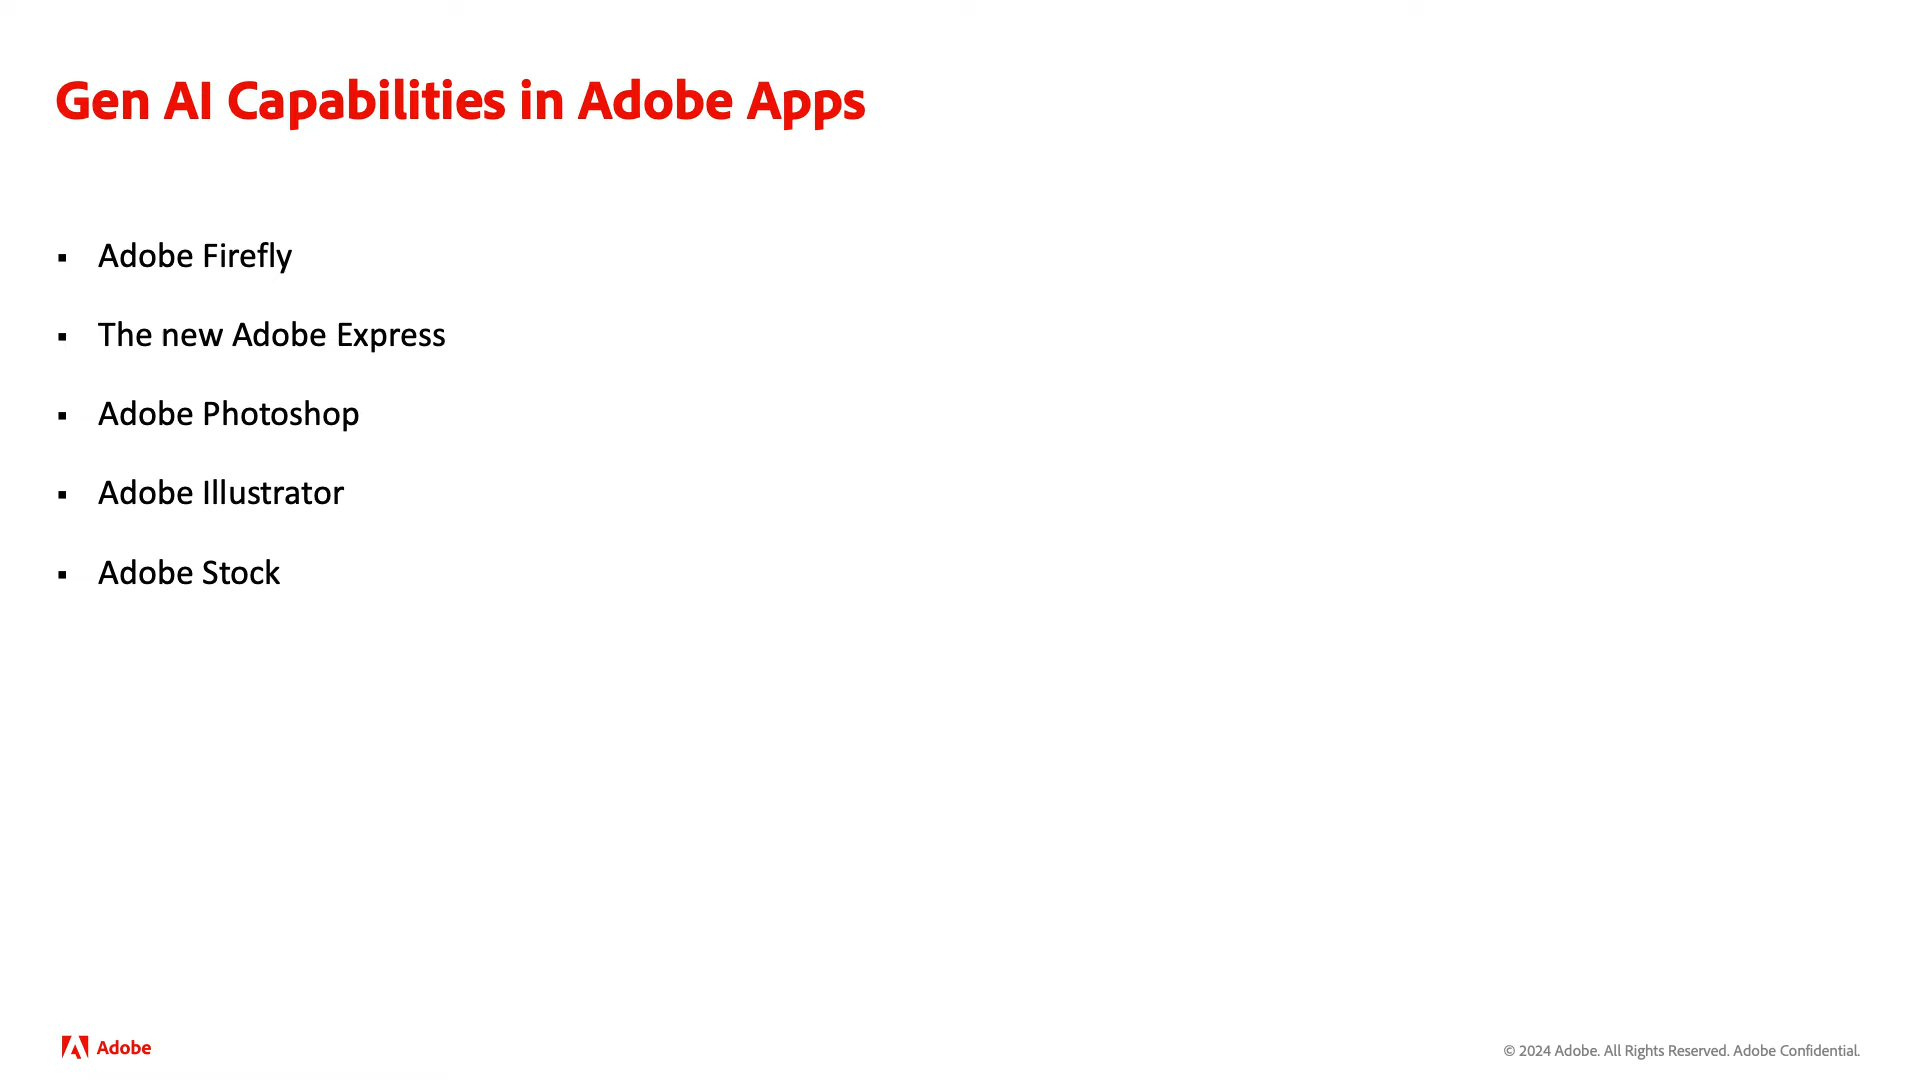 Gen AI Capabilities in Adobe Apps
▪ Adobe Firefly
▪ The new Adobe Express
▪ Adobe Photoshop
▪ Adobe Illustrator
▪ Adobe Stock
Adobe
© 2024 Adobe. All Rights Reserved. Adobe Confidential.